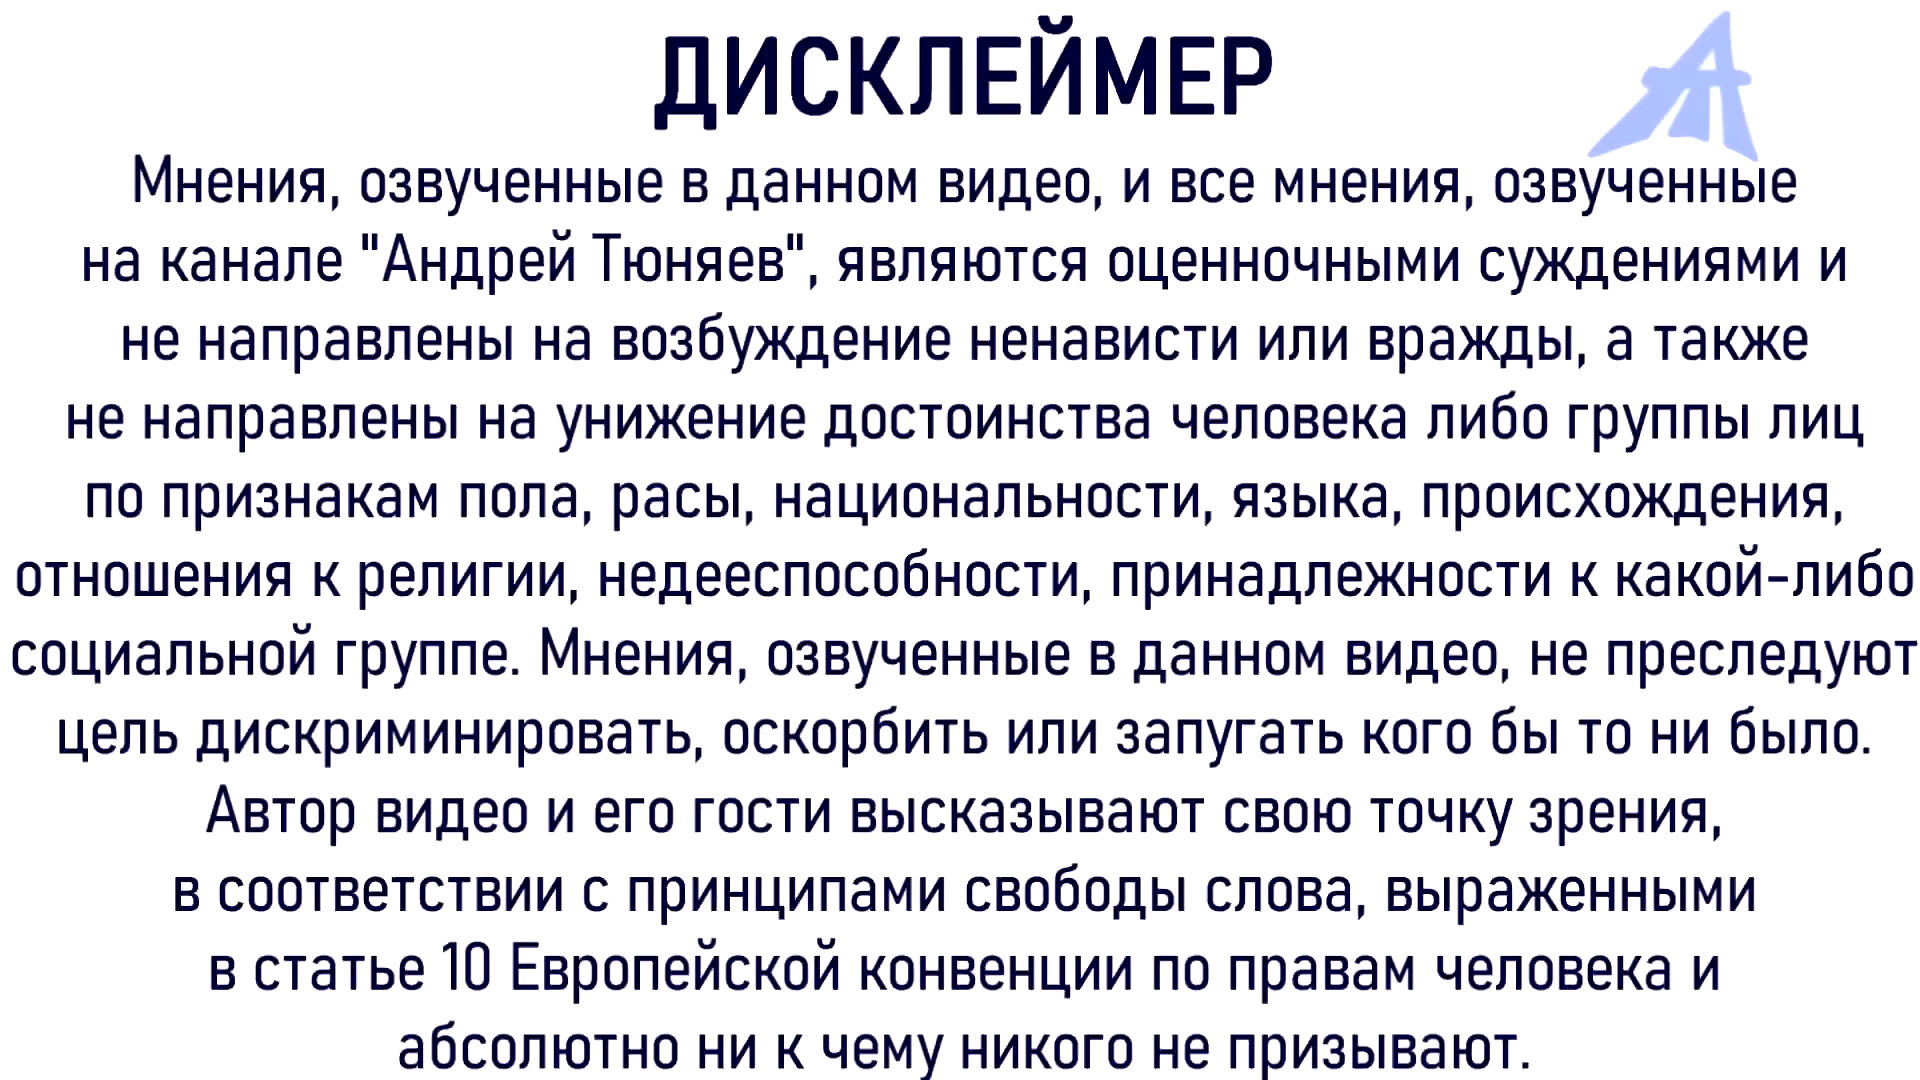 ДИСКЛЕЙМЕР
Мнения, озвученные в данном видео, и все мнения, озвученные
на канале "Андрей Тюняев", являются оценночными суждениями и
не направлены на возбуждение ненависти или вражды, а также
не направлены на унижение достоинства человека либо группы лиц
по признакам пола, расы, национальности, языка, происхождения,
отношения к религии, недееспособности, принадлежности к какой-либо
социальной группе. Мнения, озвученные в данном видео, не преследуют
цель дискриминировать, оскорбить или запугать кого бы то ни было.
Автор видео и его гости высказывают свою точку зрения,
в соответствии с принципами свободы слова, выраженными
в статье 10 Европейской конвенции по правам человека и
абсолютно ни к чему никого не призывают.